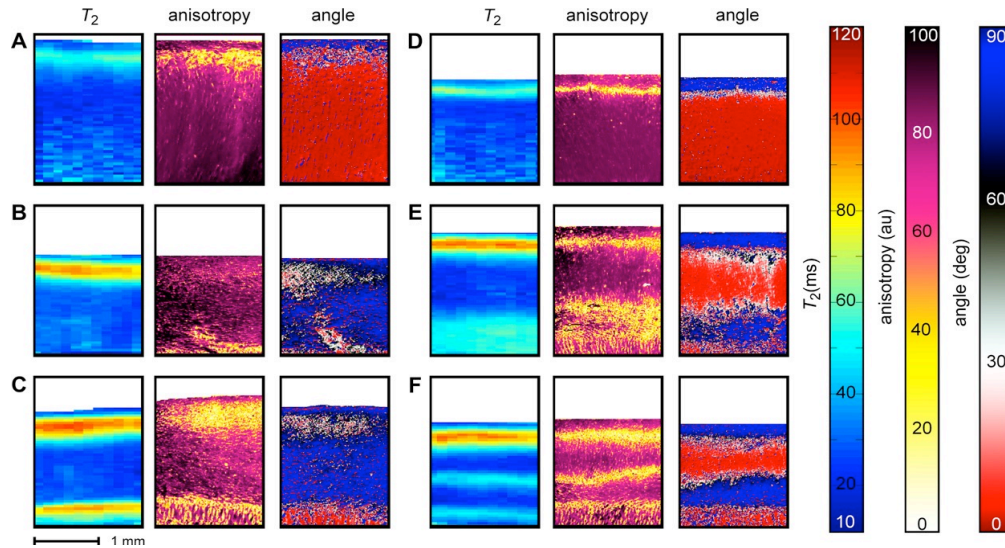 T2 anisotropy angle T2 anisotropy angle
A
D
B
E
C
F
1 mm
120
100
80
60
40
20
10
T2(ms)
100
80
60
40
20
0
anisotropy (au)
90
60
30
0
angle (deg)